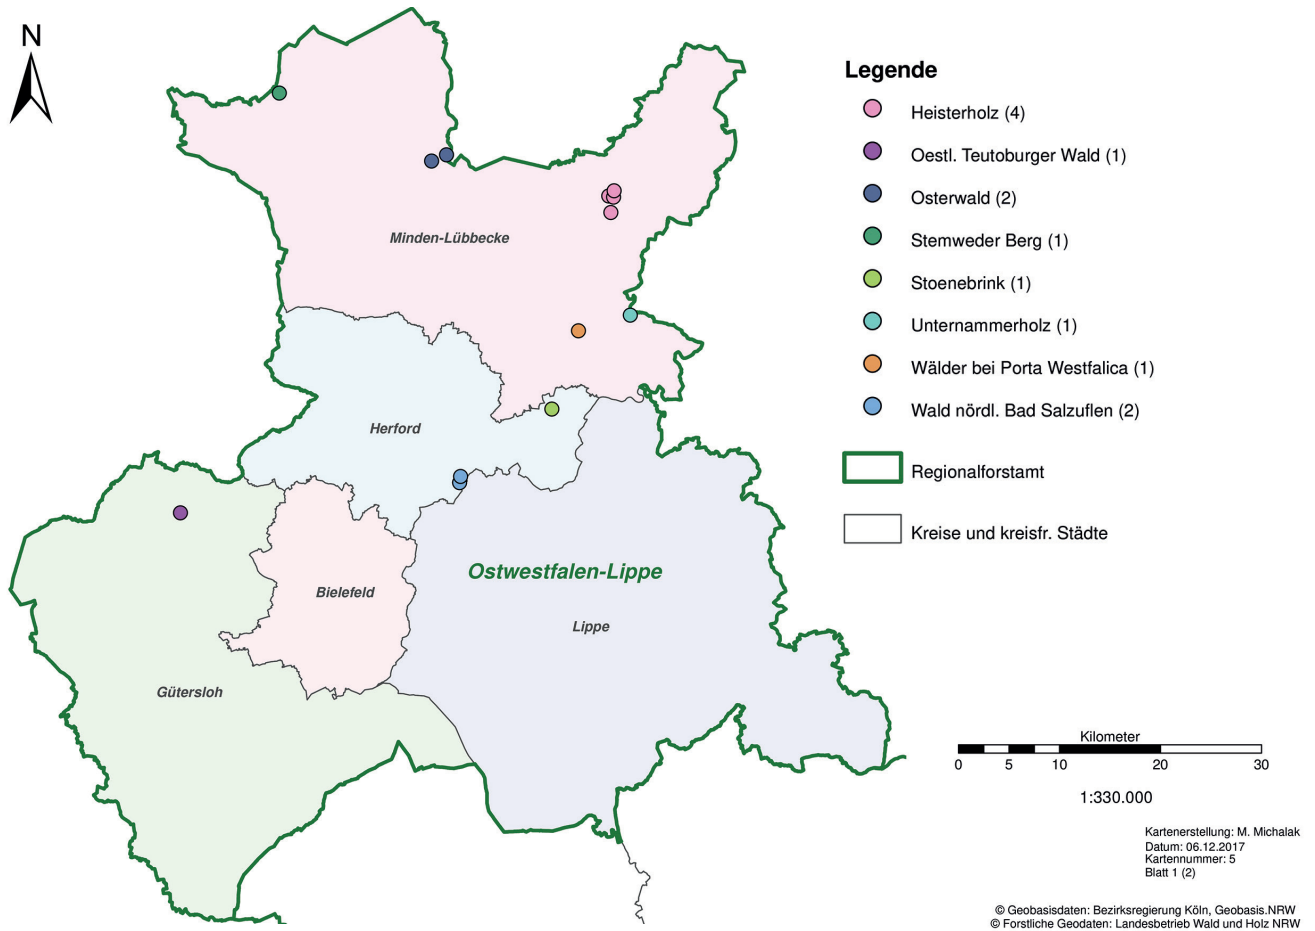 N
Minden-Lübbecke
Herford
Bielefeld
Ostwestfalen-Lippe
Lippe
Gütersloh
Legende
Heisterholz (4)
Oestl. Teutoburger Wald (1)
Osterwald (2)
Stemweder Berg (1)
Stoenebrink (1)
Unternammerholz (1)
Wälder bei Porta Westfalica (1)
Wald nördl. Bad Salzuflen (2)
Regionalforstamt
Kreise und kreisfr. Städte
Kilometer
0 5 10 20 30
1:330.000
Kartenerstellung: M. Michalak
Datum: 06.12.2017
Kartennummer: 5
Blatt 1 (2)
© Geobasisdaten: Bezirksregierung Köln, Geobasis.NRW
© Forstliche Geodaten: Landesbetrieb Wald und Holz NRW